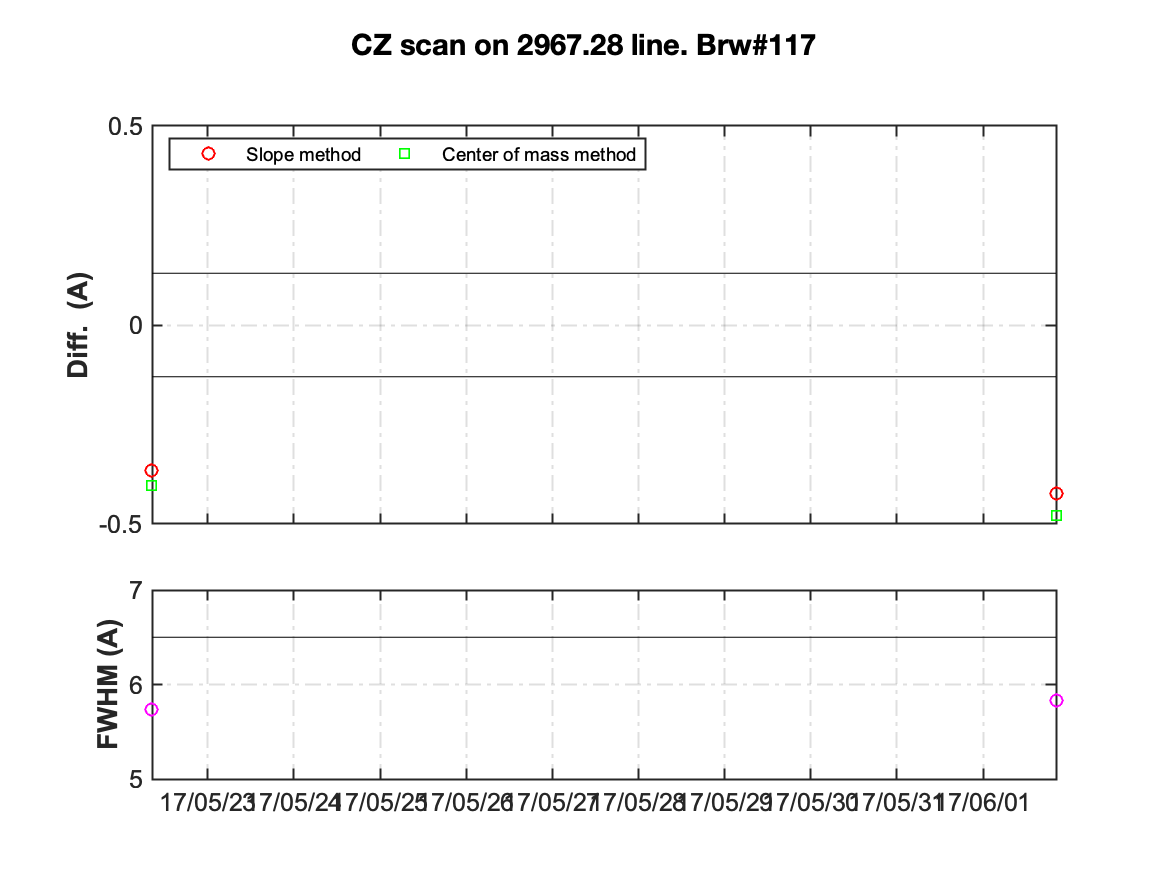 CZ scan on 2967.28 line. Brw#117
0.5
Slope method
Center of mass method
Diff. (A)
0
-0.5
7
FWHM (A)
6
5
17/05/23 17/05/24 17/05/25 17/05/26 17/05/27 17/05/28 17/05/29 17/05/30 17/05/31 17/06/01